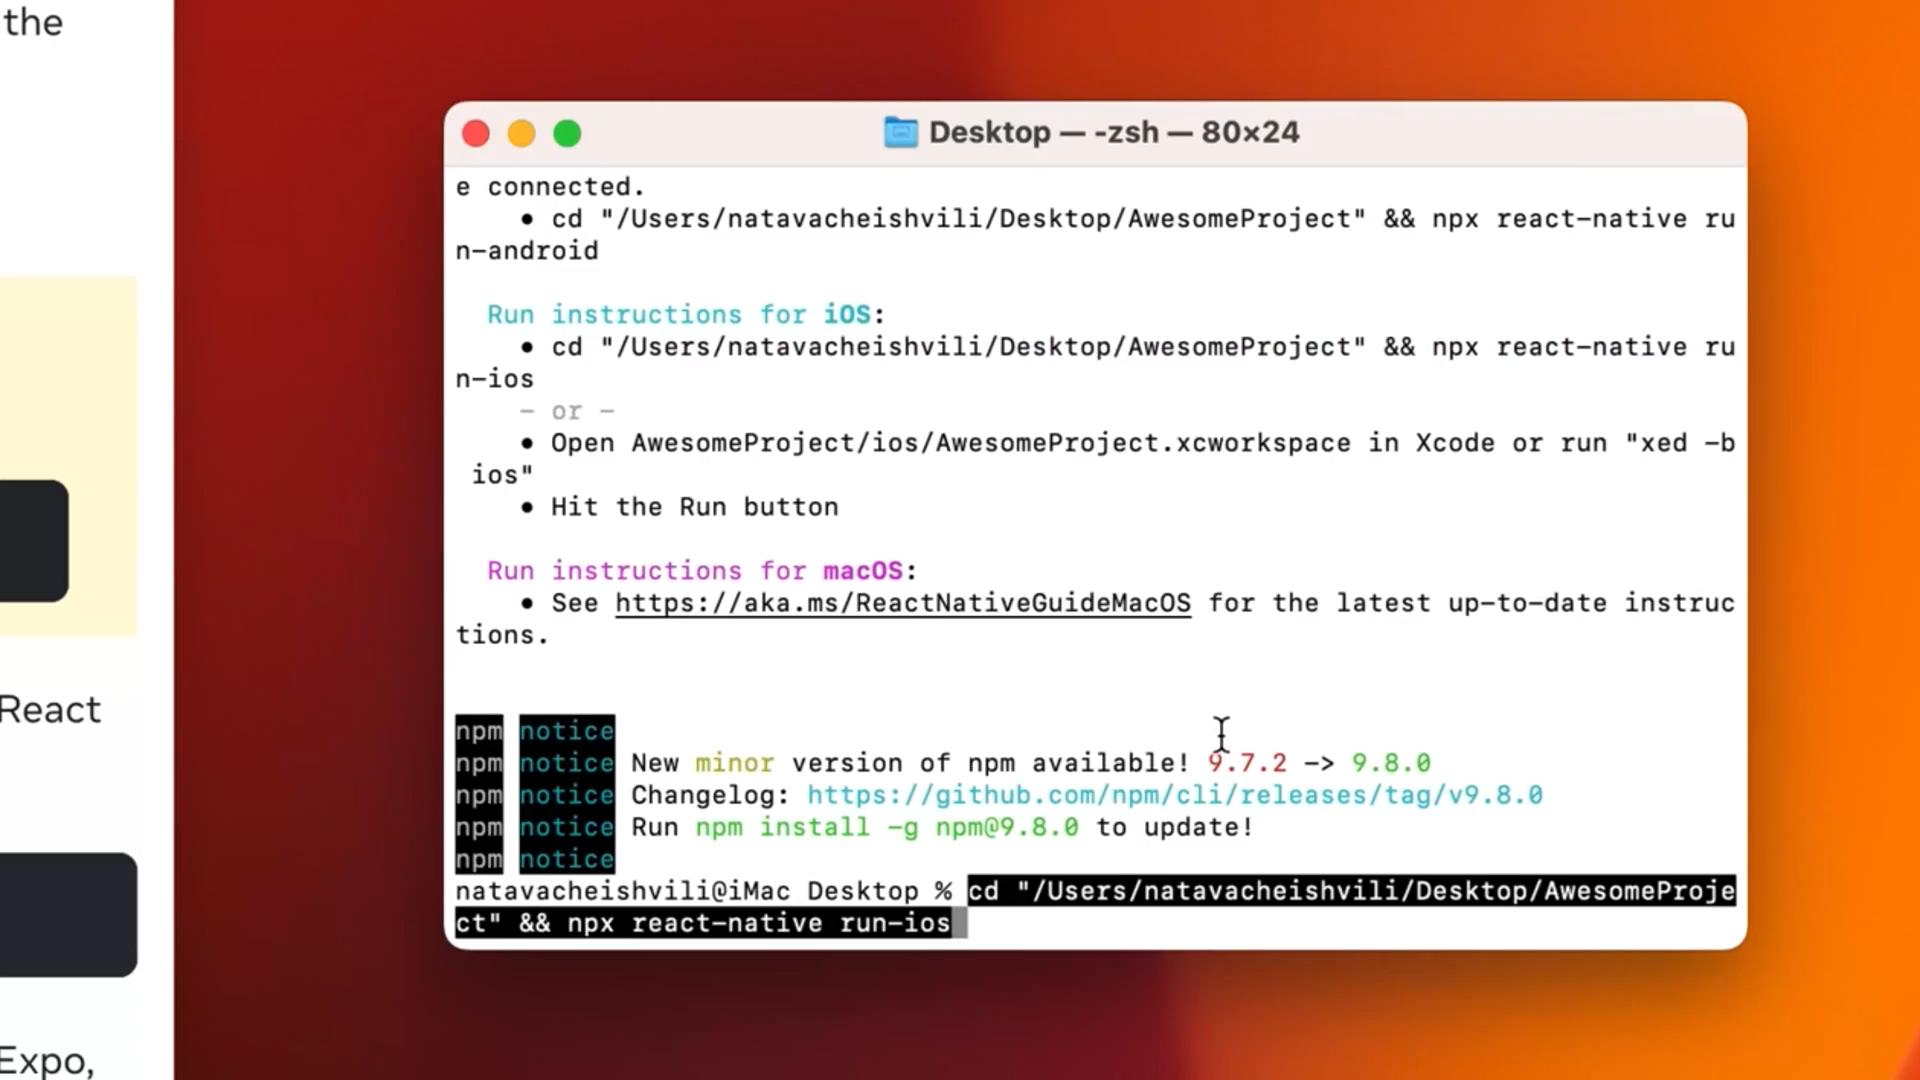 the
React
Expo,
Desktop — -zsh — 80×24
e connected.
• cd "/Users/natavacheishvili/Desktop/AwesomeProject" && npx react-native ru
n-android
Run instructions for iOS:
• cd "/Users/natavacheishvili/Desktop/AwesomeProject" && npx react-native ru
n-ios
- or -
• Open AwesomeProject/ios/AwesomeProject.xcworkspace in Xcode or run "xed -b
ios"
• Hit the Run button
Run instructions for macOS:
• See https://aka.ms/ReactNativeGuideMacOS for the latest up-to-date instruc
tions.
npm notice
npm notice New minor version of npm available! 9.7.2 -> 9.8.0
npm notice Changelog: https://github.com/npm/cli/releases/tag/v9.8.0
npm notice Run npm install -g npm@9.8.0 to update!
npm notice
natavacheishvili@iMac Desktop % cd "/Users/natavacheishvili/Desktop/AwesomeProje
ct" && npx react-native run-ios